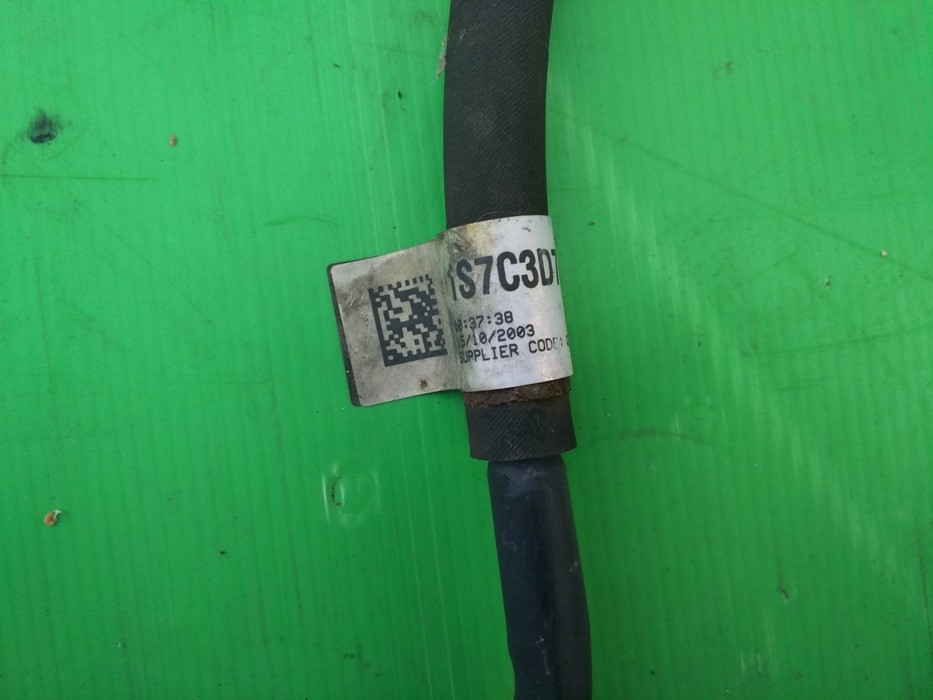 1S7C3D7
10:37:38
15/10/2003
SUPPLIER CODE: